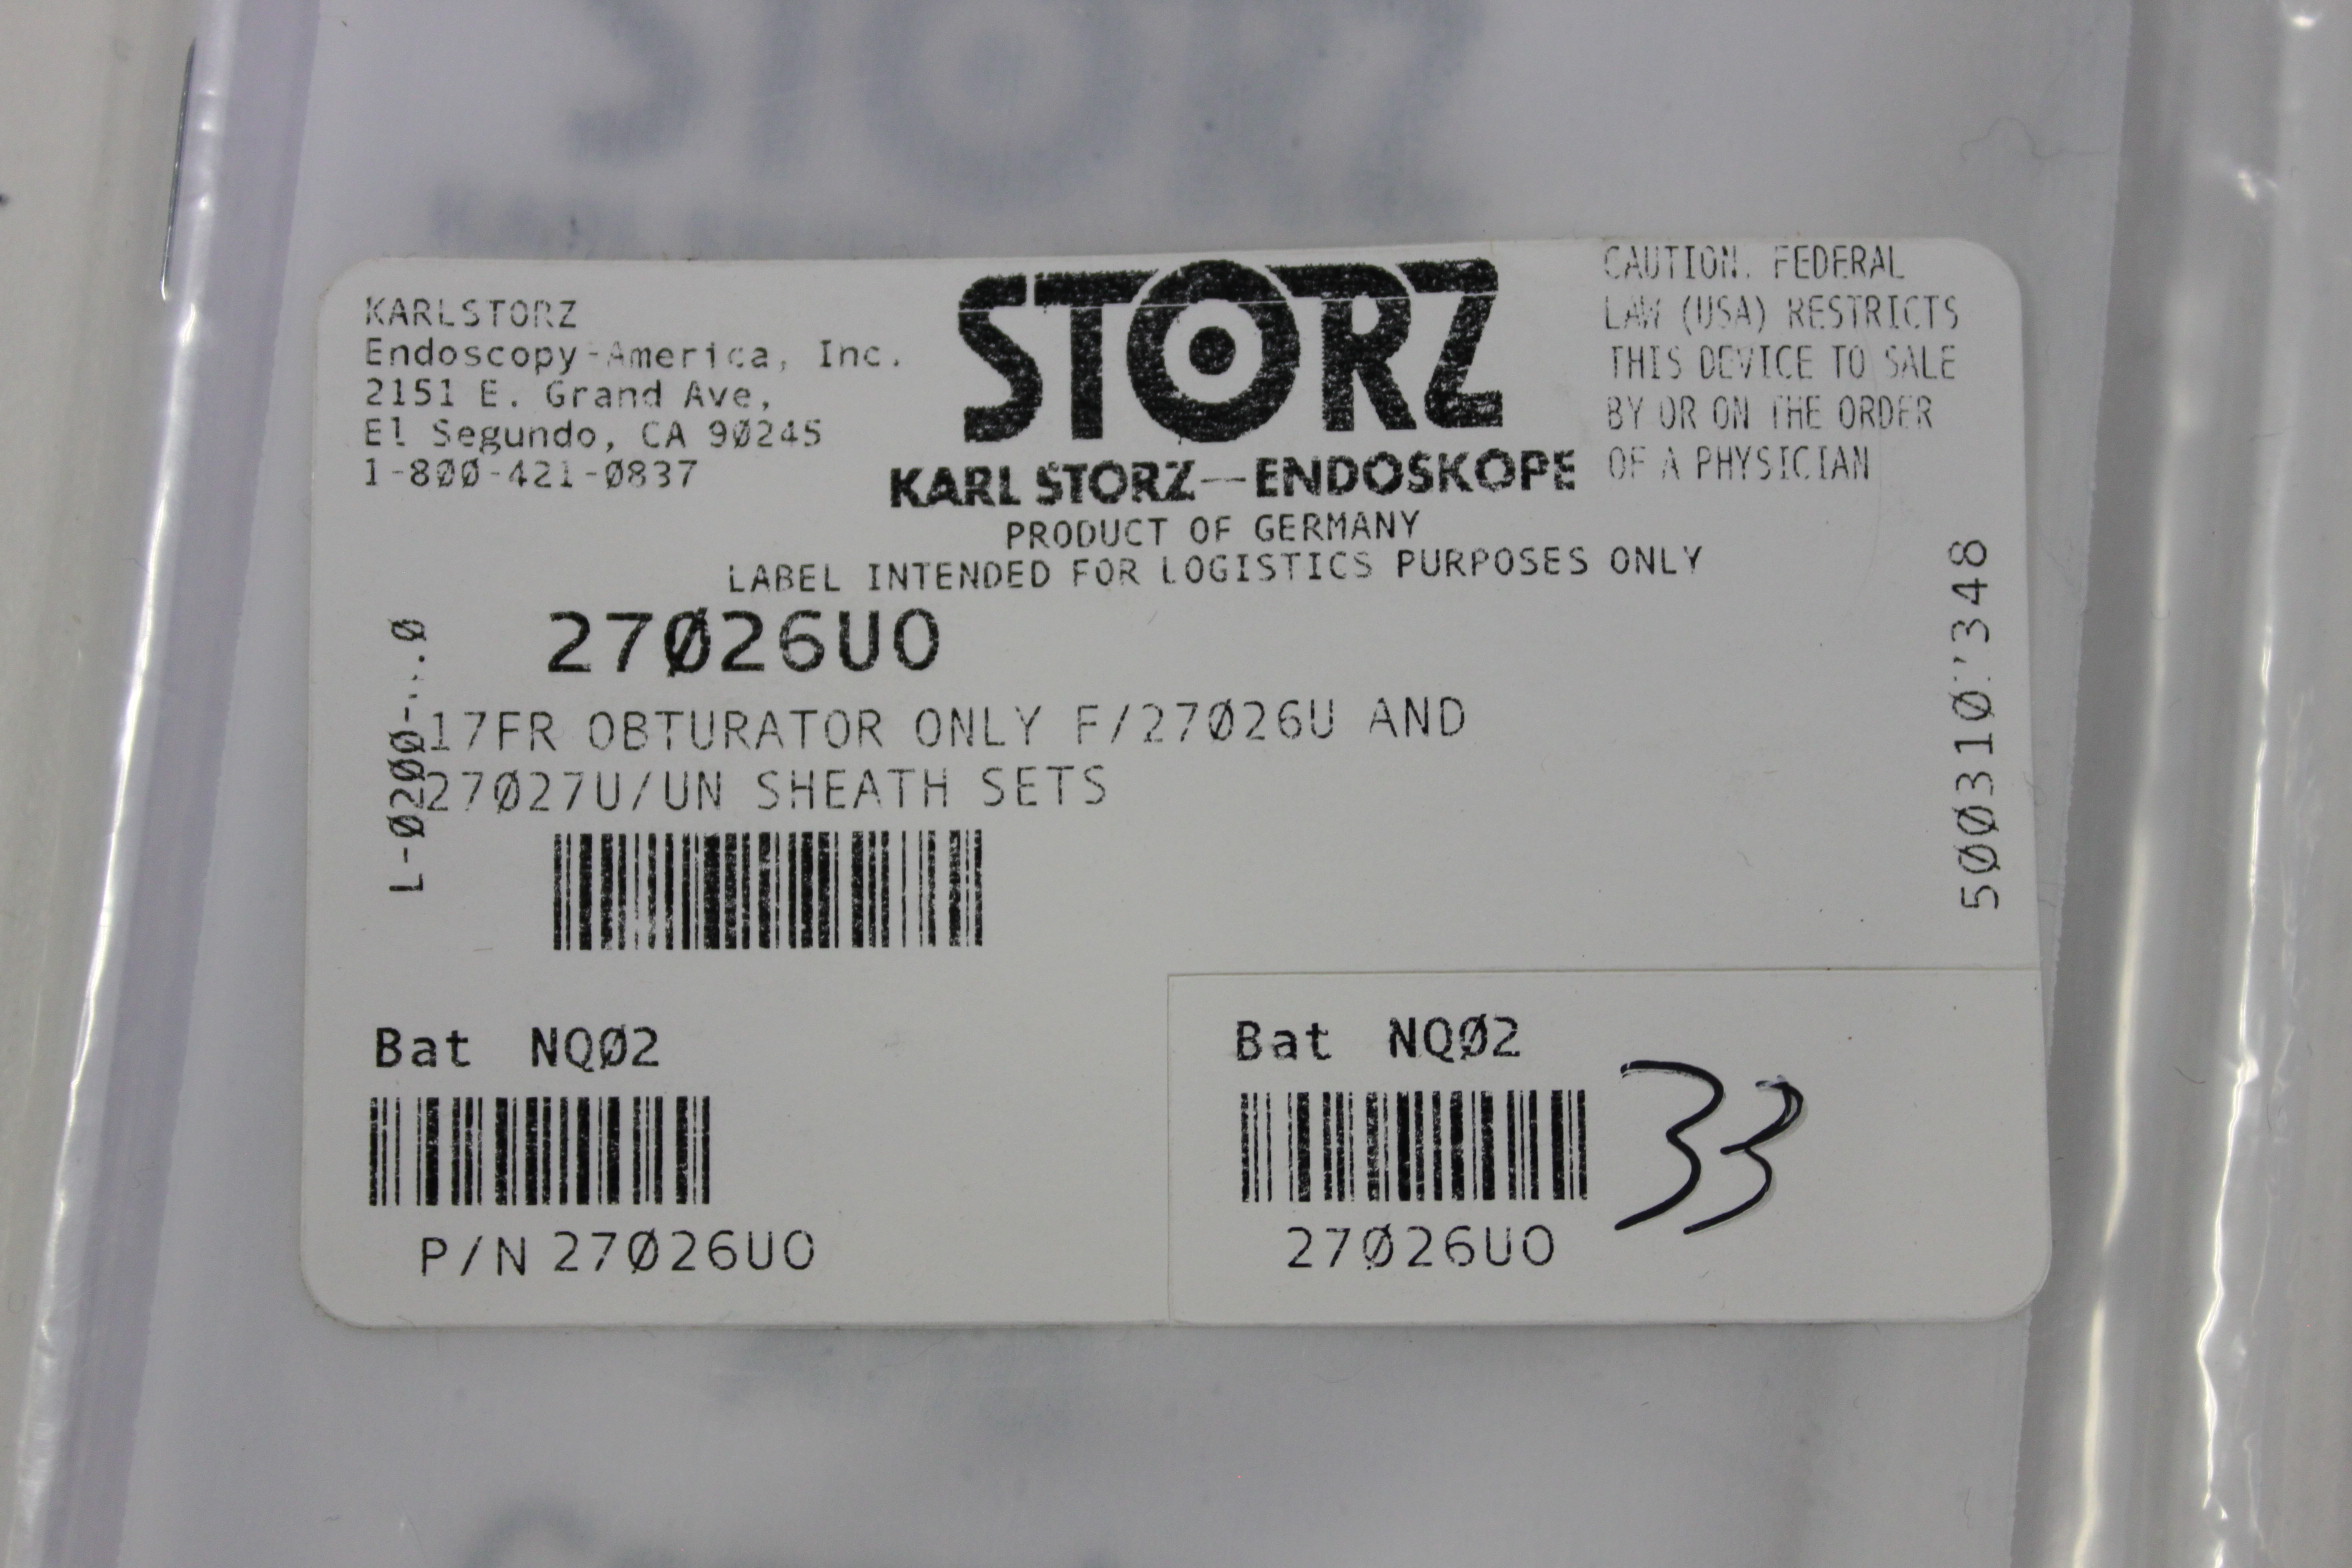 KARL STORZ
Endoscopy-America, Inc.
2151 E. Grand Ave,
El Segundo, CA 90245
1-800-421-0837
STORZ
KARL STORZ—ENDOSKOPE
CAUTION. FEDERAL
LAW (USA) RESTRICTS
THIS DEVICE TO SALE
BY OR ON THE ORDER
OF A PHYSICIAN
PRODUCT OF GERMANY
LABEL INTENDED FOR LOGISTICS PURPOSES ONLY
27026UO
17FR OBTURATOR ONLY F/27026U AND
27027U/UN SHEATH SETS
Bat NQ02
P/N 27026UO
Bat NQ02
27026UO
33